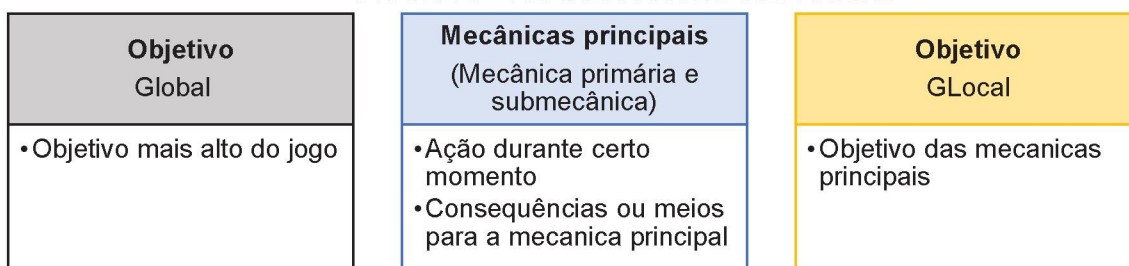 Objetivo
Global
•Objetivo mais alto do jogo
Mecânicas principais
(Mecânica primária e
submecânica)
•Ação durante certo
momento
•Consequências ou meios
para a mecanica principal
Objetivo
GLocal
•Objetivo das mecanicas
principais